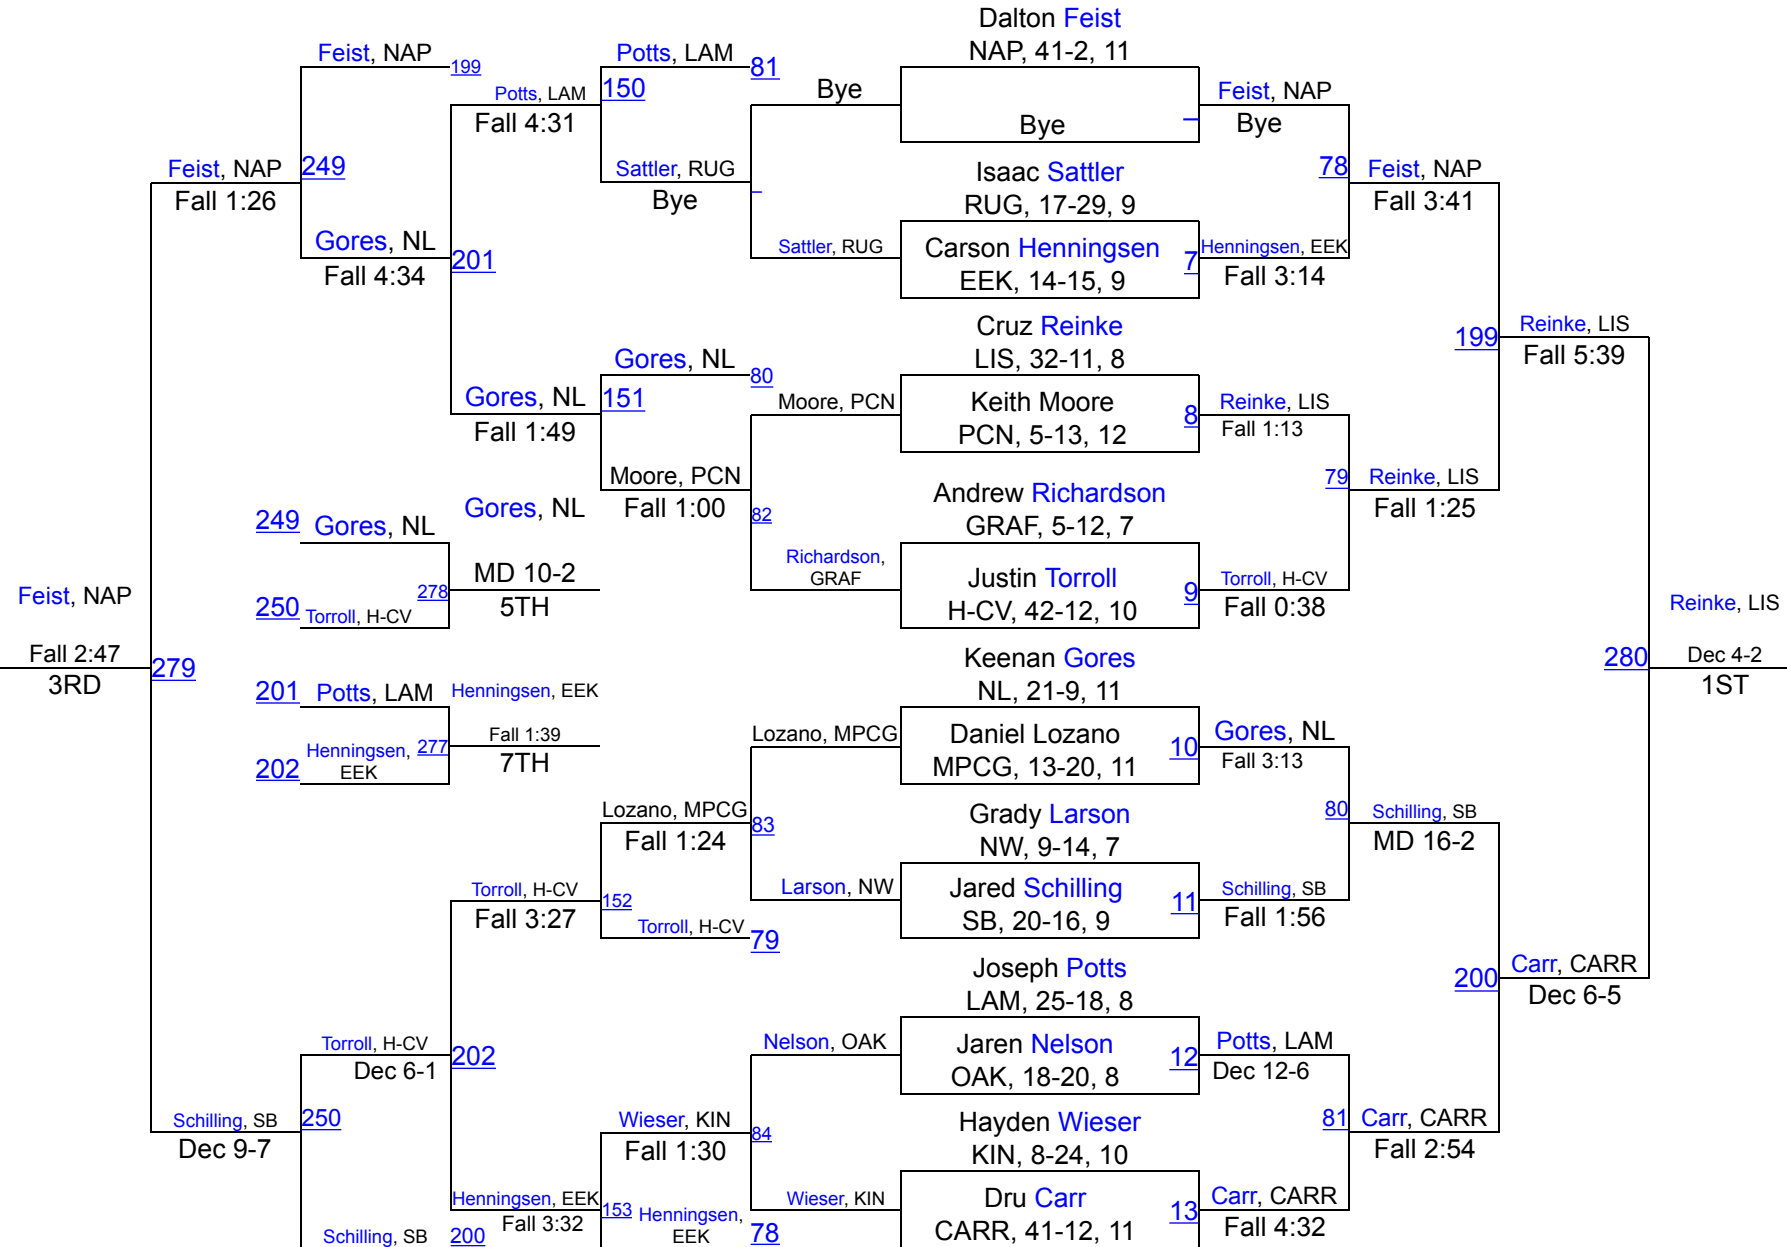 Dalton Feist
NAP, 41-2, 11
Bye
Isaac Sattler
RUG, 17-29, 9
Carson Henningsen
EEK, 14-15, 9
7
Cruz Reinke
LIS, 32-11, 8
Keith Moore
PCN, 5-13, 12
8
Andrew Richardson
GRAF, 5-12, 7
Justin Torroll
H-CV, 42-12, 10
9
Keenan Gores
NL, 21-9, 11
Daniel Lozano
MPCG, 13-20, 11
10
Grady Larson
NW, 9-14, 7
Jared Schilling
SB, 20-16, 9
11
Joseph Potts
LAM, 25-18, 8
Jaren Nelson
OAK, 18-20, 8
12
Hayden Wieser
KIN, 8-24, 10
Dru Carr
CARR, 41-12, 11
13
Feist, NAP
Bye
Henningsen, EEK
Fall 3:14
Reinke, LIS
Fall 1:13
Torroll, H-CV
Fall 0:38
Gores, NL
Fall 3:13
Schilling, SB
Fall 1:56
Potts, LAM
Dec 12-6
Carr, CARR
Fall 4:32
78
Feist, NAP
Fall 3:41
79
Reinke, LIS
Fall 1:25
80
Schilling, SB
MD 16-2
81
Carr, CARR
Fall 2:54
199
Reinke, LIS
Fall 5:39
200
Carr, CARR
Dec 6-5
280
Reinke, LIS
Dec 4-2
1ST
Bye
Sattler, RUG
Moore, PCN
Richardson,
GRAF
Lozano, MPCG
Larson, NW
Nelson, OAK
Wieser, KIN
Potts, LAM
81
Sattler, RUG
Bye
Gores, NL
80
Moore, PCN
Fall 1:00
82
Lozano, MPCG
Fall 1:24
83
Torroll, H-CV
79
Wieser, KIN
Fall 1:30
84
Henningsen,
EEK
78
Potts, LAM
Fall 4:31
150
Gores, NL
Fall 1:49
151
Torroll, H-CV
Fall 3:27
152
Henningsen, EEK
Fall 3:32
153
Feist, NAP
199
Gores, NL
Fall 4:34
201
Torroll, H-CV
Dec 6-1
202
Schilling, SB
200
Feist, NAP
Fall 1:26
249
Schilling, SB
Dec 9-7
250
249
Gores, NL
250
Torroll, H-CV
278
Gores, NL
MD 10-2
5TH
201
Potts, LAM
202
Henningsen,
EEK
277
Henningsen, EEK
Fall 1:39
7TH
Feist, NAP
Fall 2:47
3RD
279